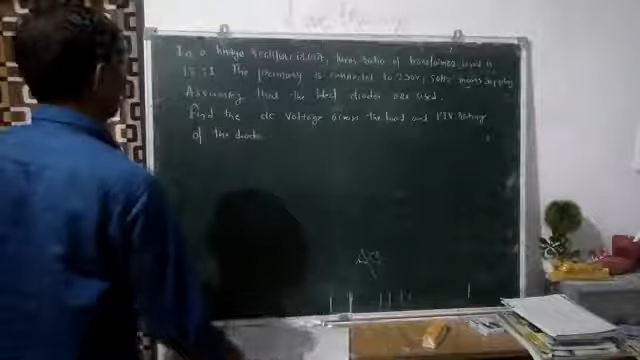 In a bridge rectifier circuit, turns ratio of transformer used is
15:1 The primary is connected to 230V, 50Hz mains supply
Assuming that the ideal diodes are used.
Find the dc voltage across the load and PIV Rating
of the diode.